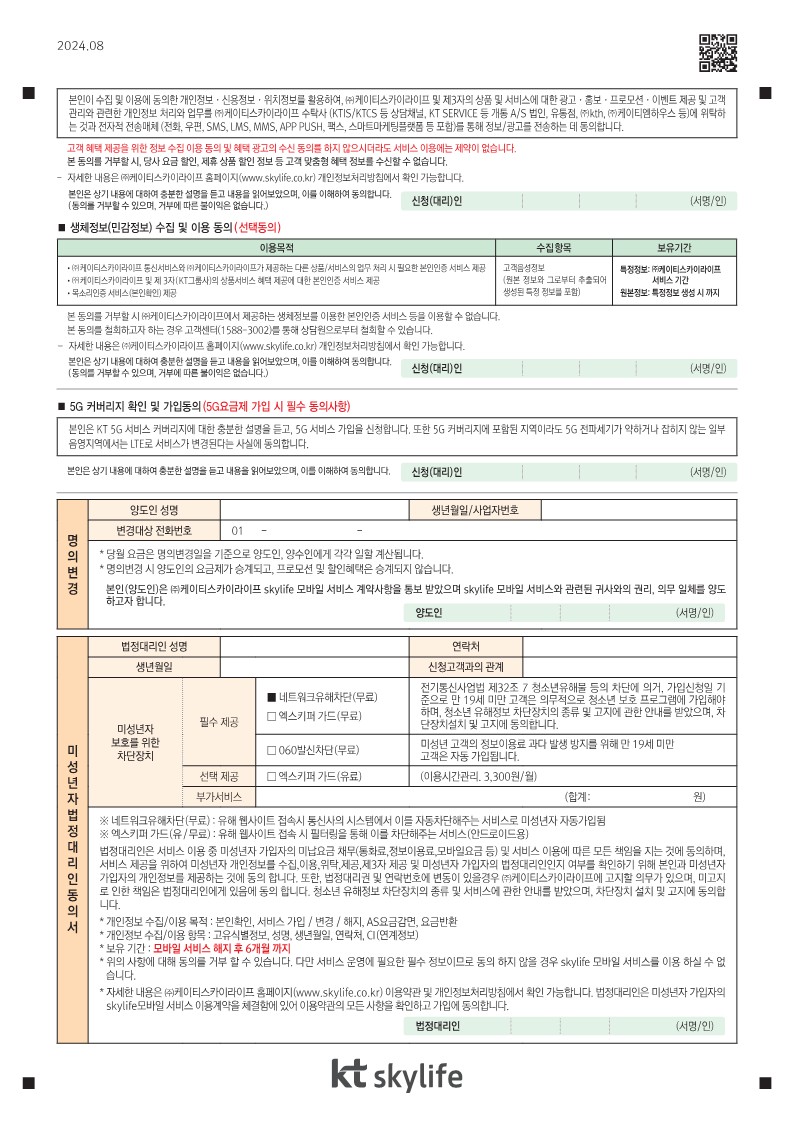 2024.08
본인이 수집 및 이용에 동의한 개인정보 · 신용정보 · 위치정보를 활용하여, ㈜케이티스카이라이프 및 제3자의 상품 및 서비스에 대한 광고 · 홍보 · 프로모션 · 이벤트 제공 및 고객
관리와 관련한 개인정보 처리와 업무를 ㈜케이티스카이라이프 수탁사 (KTIS/KTCS 등 상담채널, KT SERVICE 등 개통 A/S 법인, 유통점, ㈜kth, ㈜케이티엠하우스 등)에 위탁하
는 것과 전자적 전송매체 (전화, 우편, SMS, LMS, MMS, APP PUSH, 팩스, 스마트마케팅플랫폼 등 포함)를 통해 정보/광고를 전송하는 데 동의합니다.
고객 혜택 제공을 위한 정보 수집 이용 동의 및 혜택 광고의 수신 동의를 하지 않으시더라도 서비스 이용에는 제약이 없습니다.
본 동의를 거부할 시, 당사 요금 할인, 제휴 상품 할인 정보 등 고객 맞춤형 혜택 정보를 수신할 수 없습니다.
– 자세한 내용은 ㈜케이티스카이라이프 홈페이지(www.skylife.co.kr) 개인정보처리방침에서 확인 가능합니다.
본인은 상기 내용에 대하여 충분한 설명을 듣고 내용을 읽어보았으며, 이를 이해하여 동의합니다.
(동의를 거부할 수 있으며, 거부에 따른 불이익은 없습니다.)
신청(대리)인 (서명/인)
■ 생체정보(민감정보) 수집 및 이용 동의 (선택동의)
이용목적 수집항목 보유기간
• ㈜케이티스카이라이프 통신서비스와 ㈜케이티스카이라이프가 제공하는 다른 상품/서비스의 업무 처리 시 필요한 본인인증 서비스 제공
• ㈜케이티스카이라이프 및 제 3자(KT그룹사)의 상품서비스 혜택 제공에 대한 본인인증 서비스 제공
• 목소리인증 서비스(본인확인) 제공
고객음성정보
(원본 정보와 그로부터 추출되어
생성된 특정 정보를 포함)
특정정보: ㈜케이티스카이라이프
서비스 기간
원본정보: 특정정보 생성 시 까지
본 동의를 거부할 시 ㈜케이티스카이라이프에서 제공하는 생체정보를 이용한 본인인증 서비스 등을 이용할 수 없습니다.
본 동의를 철회하고자 하는 경우 고객센터(1588-3002)를 통해 상담원으로부터 철회할 수 있습니다.
– 자세한 내용은 ㈜케이티스카이라이프 홈페이지(www.skylife.co.kr) 개인정보처리방침에서 확인 가능합니다.
본인은 상기 내용에 대하여 충분한 설명을 듣고 내용을 읽어보았으며, 이를 이해하여 동의합니다.
(동의를 거부할 수 있으며, 거부에 따른 불이익은 없습니다.)
신청(대리)인 (서명/인)
■ 5G 커버리지 확인 및 가입동의 (5G요금제 가입 시 필수 동의사항)
본인은 KT 5G 서비스 커버리지에 대한 충분한 설명을 듣고, 5G 서비스 가입을 신청합니다. 또한 5G 커버리지에 포함된 지역이라도 5G 전파세기가 약하거나 잡히지 않는 일부
음영지역에서는 LTE로 서비스가 변경된다는 사실에 동의합니다.
본인은 상기 내용에 대하여 충분한 설명을 듣고 내용을 읽어보았으며, 이를 이해하여 동의합니다.
신청(대리)인 (서명/인)
명의변경
양도인 성명 생년월일/사업자번호
변경대상 전화번호 01 – –
* 당월 요금은 명의변경일을 기준으로 양도인, 양수인에게 각각 일할 계산됩니다.
* 명의변경 시 양도인의 요금제가 승계되고, 프로모션 및 할인혜택은 승계되지 않습니다.
본인(양도인)은 ㈜케이티스카이라이프 skylife 모바일 서비스 계약사항을 통보 받았으며 skylife 모바일 서비스와 관련된 귀사와의 권리, 의무 일체를 양도
하고자 합니다.
양도인 (서명/인)
미성년자법정대리인동의서
법정대리인 성명 연락처
생년월일 신청고객과의 관계
미성년자
보호를 위한
차단장치
필수 제공
■ 네트워크유해차단(무료)
□ 엑스키퍼 가드(무료)
전기통신사업법 제32조 7 청소년유해물 등의 차단에 의거, 가입신청일 기
준으로 만 19세 미만 고객은 의무적으로 청소년 보호 프로그램에 가입해야
하며, 청소년 유해정보 차단장치의 종류 및 고지에 관한 안내를 받았으며, 차
단장치설치 및 고지에 동의합니다.
□ 060발신차단(무료)
미성년 고객의 정보이용료 과다 발생 방지를 위해 만 19세 미만
고객은 자동 가입됩니다.
선택 제공 □ 엑스키퍼 가드(유료) (이용시간관리. 3,300원/월)
부가서비스 (합계: 원)
※ 네트워크유해차단(무료) : 유해 웹사이트 접속시 통신사의 시스템에서 이를 자동차단해주는 서비스로 미성년자 자동가입됨
※ 엑스키퍼 가드(유 / 무료) : 유해 웹사이트 접속 시 필터링을 통해 이를 차단해주는 서비스(안드로이드용)
법정대리인은 서비스 이용 중 미성년자 가입자의 미납요금 채무(통화료,정보이용료,모바일요금 등) 및 서비스 이용에 따른 모든 책임을 지는 것에 동의하며,
서비스 제공을 위하여 미성년자 개인정보를 수집,이용,위탁,제공,제3자 제공 및 미성년자 가입자의 법정대리인인지 여부를 확인하기 위해 본인과 미성년자
가입자의 개인정보를 제공하는 것에 동의 합니다. 또한, 법정대리권 및 연락번호에 변동이 있을경우 ㈜케이티스카이라이프에 고지할 의무가 있으며, 미고지
로 인한 책임은 법정대리인에게 있음에 동의 합니다. 청소년 유해정보 차단장치의 종류 및 서비스에 관한 안내를 받았으며, 차단장치 설치 및 고지에 동의합
니다.
* 개인정보 수집/이용 목적 : 본인확인, 서비스 가입 / 변경 / 해지, AS요금감면, 요금반환
* 개인정보 수집/이용 항목 : 고유식별정보, 성명, 생년월일, 연락처, CI(연계정보)
* 보유 기간 : 모바일 서비스 해지 후 6개월 까지
* 위의 사항에 대해 동의를 거부 할 수 있습니다. 다만 서비스 운영에 필요한 필수 정보이므로 동의 하지 않을 경우 skylife 모바일 서비스를 이용 하실 수 없
습니다.
* 자세한 내용은 ㈜케이티스카이라이프 홈페이지(www.skylife.co.kr) 이용약관 및 개인정보처리방침에서 확인 가능합니다. 법정대리인은 미성년자 가입자의
skylife모바일 서비스 이용계약을 체결함에 있어 이용약관의 모든 사항을 확인하고 가입에 동의합니다.
법정대리인 (서명/인)
kt skylife